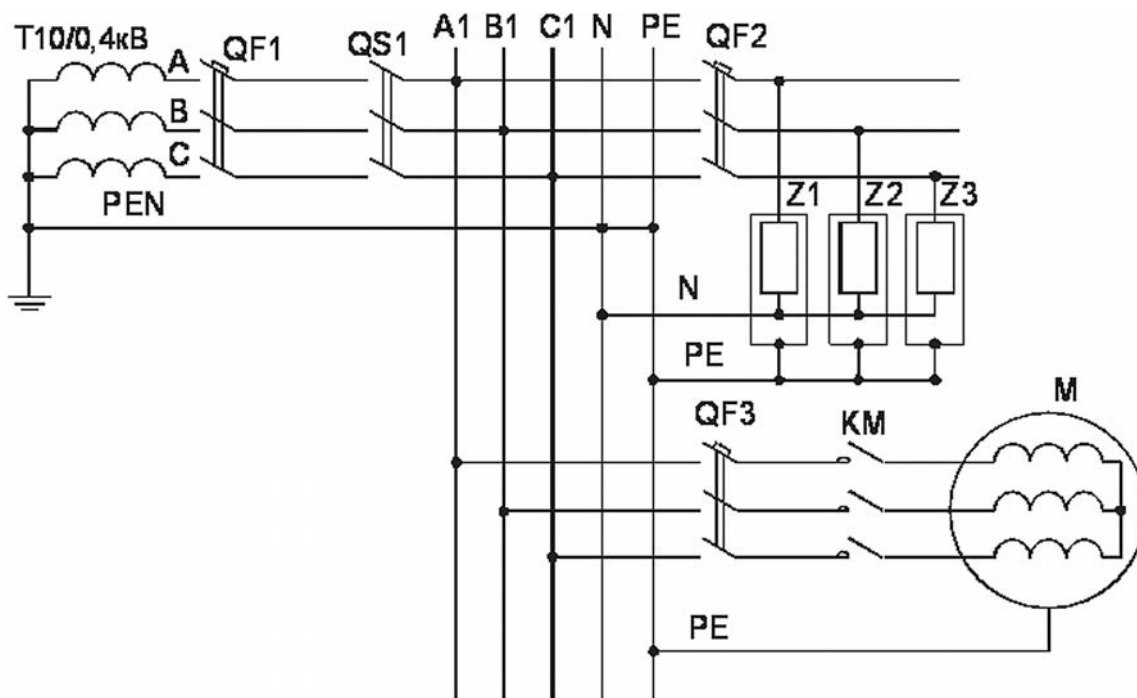 A1 B1 C1 N PE
T10/0,4кВ QF1 QS1 QF2
A
B
C
PEN
Z1 Z2 Z3
N
PE
M
QF3 KM
PE